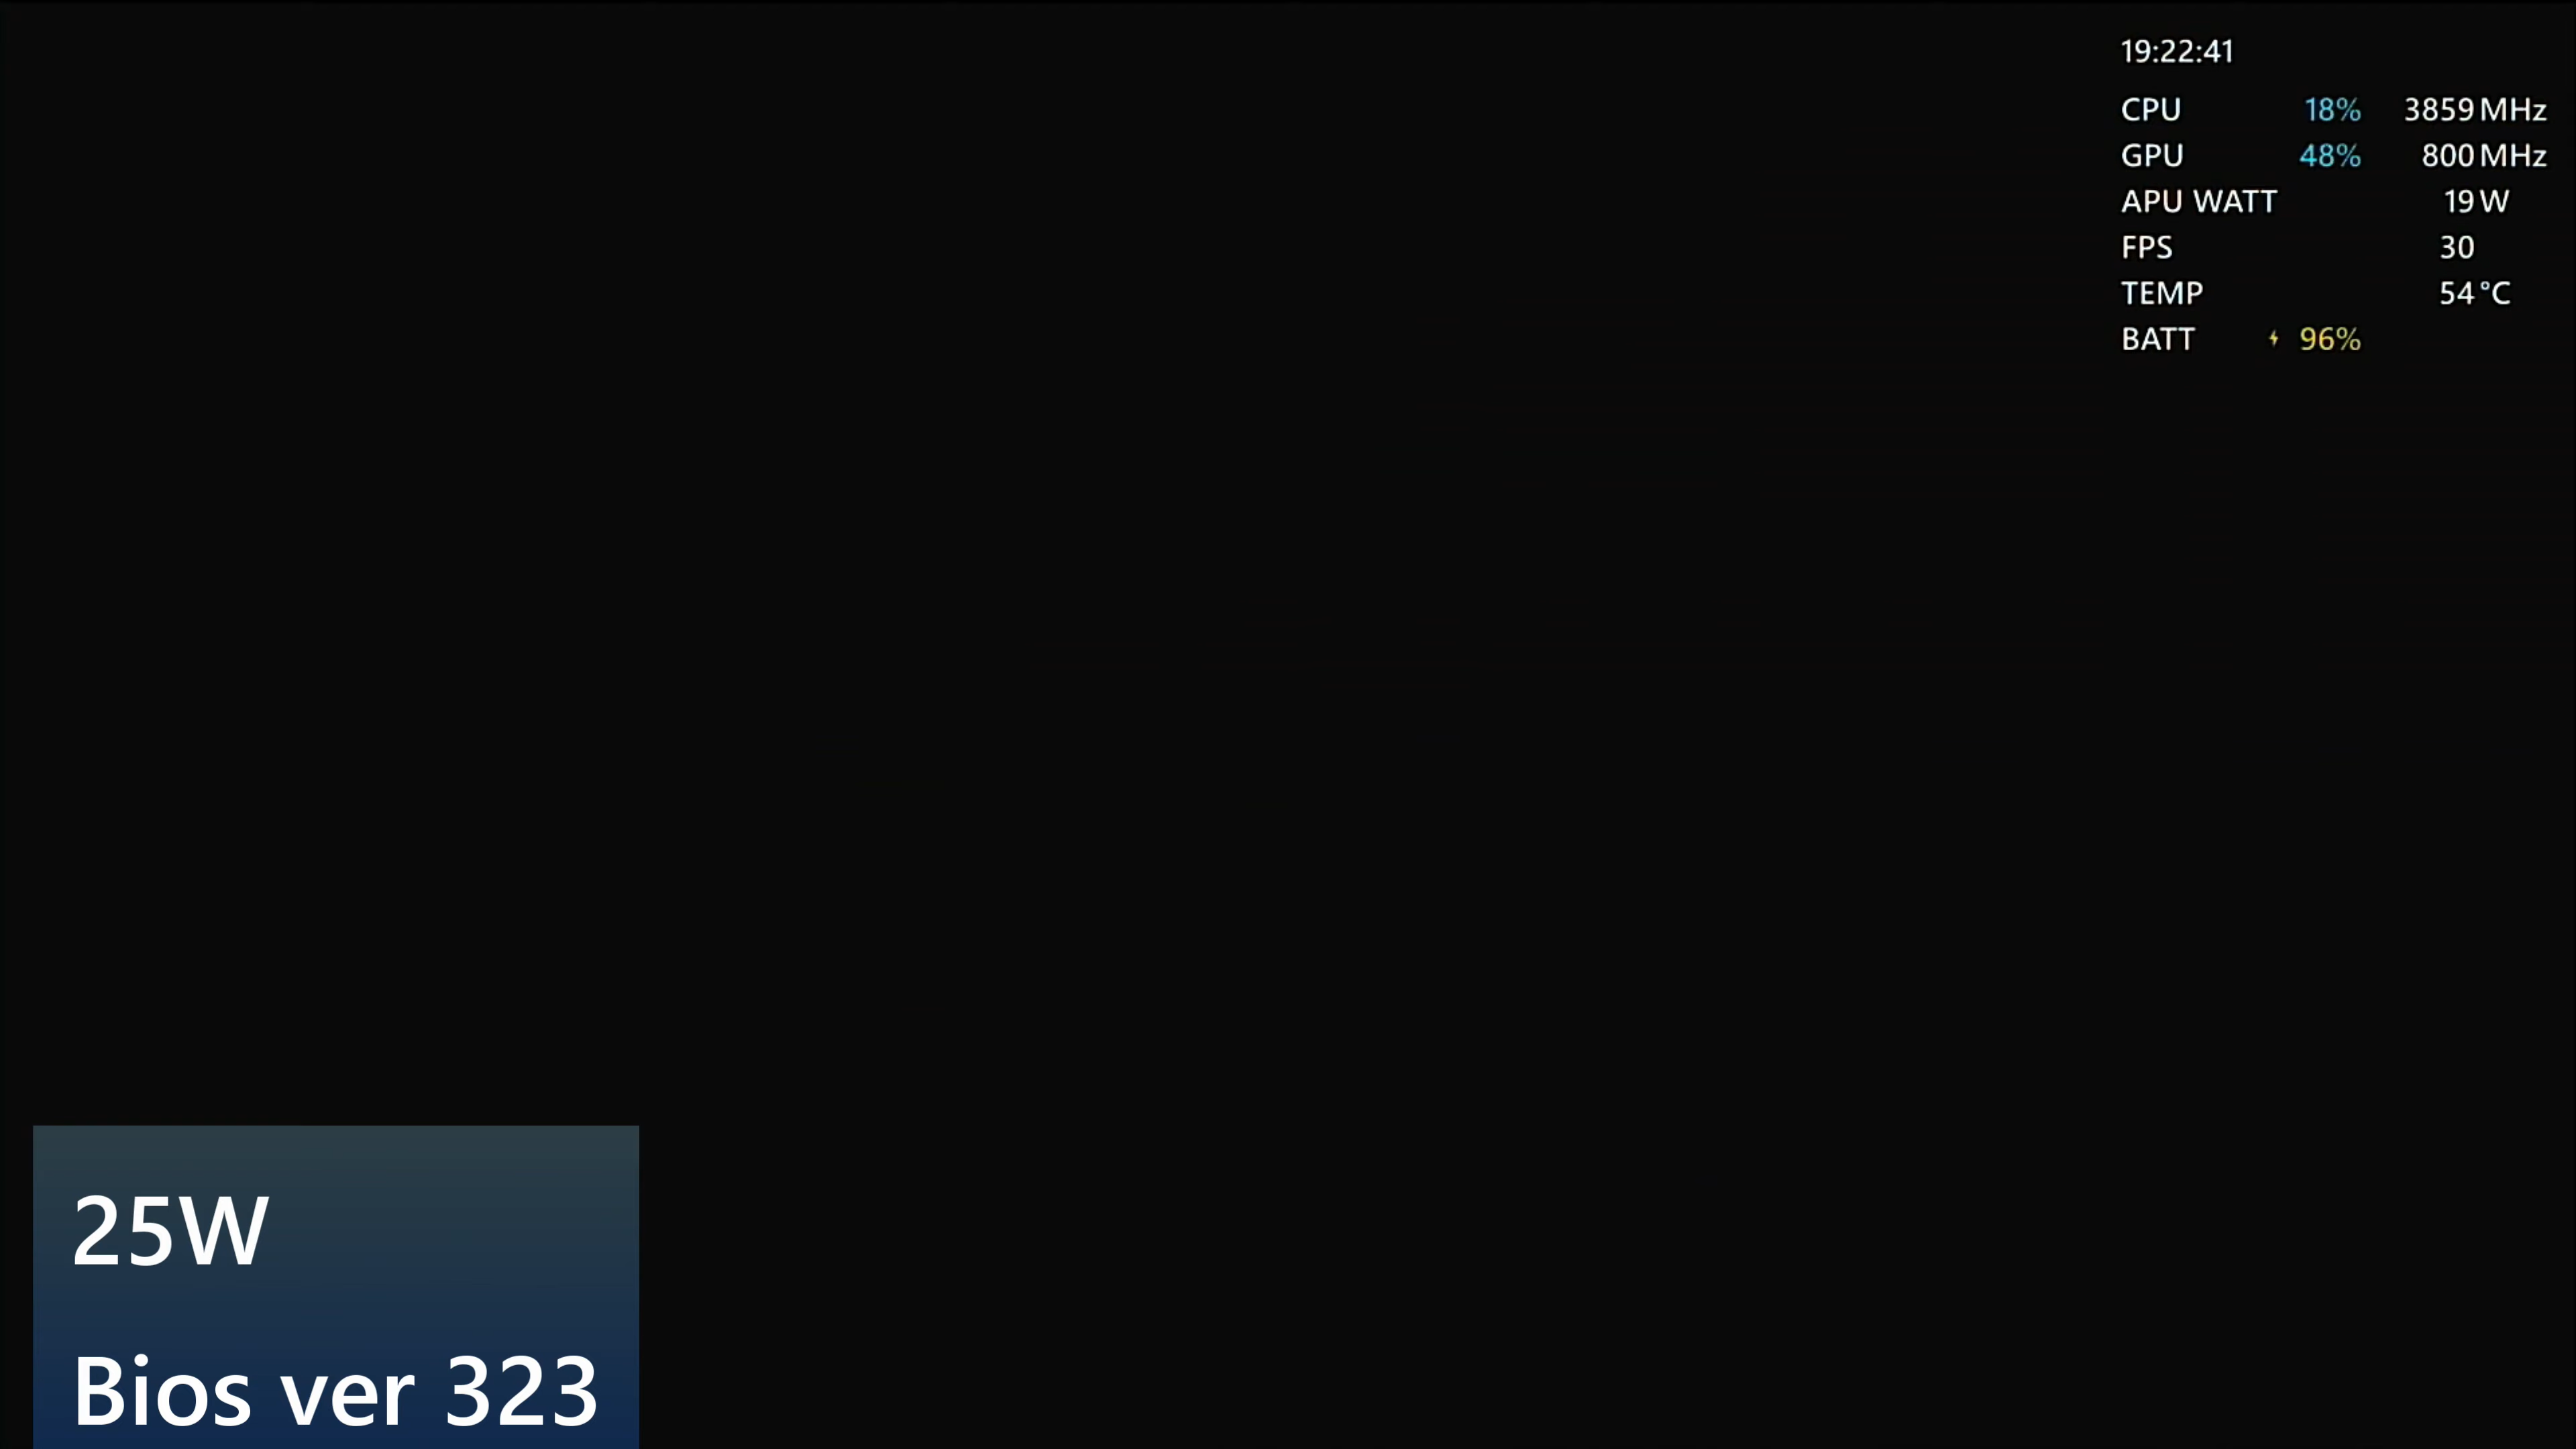 19:22:41
CPU 18% 3859 MHz
GPU 48% 800 MHz
APU WATT 19 W
FPS 30
TEMP 54 °C
BATT 96%
25W
Bios ver 323